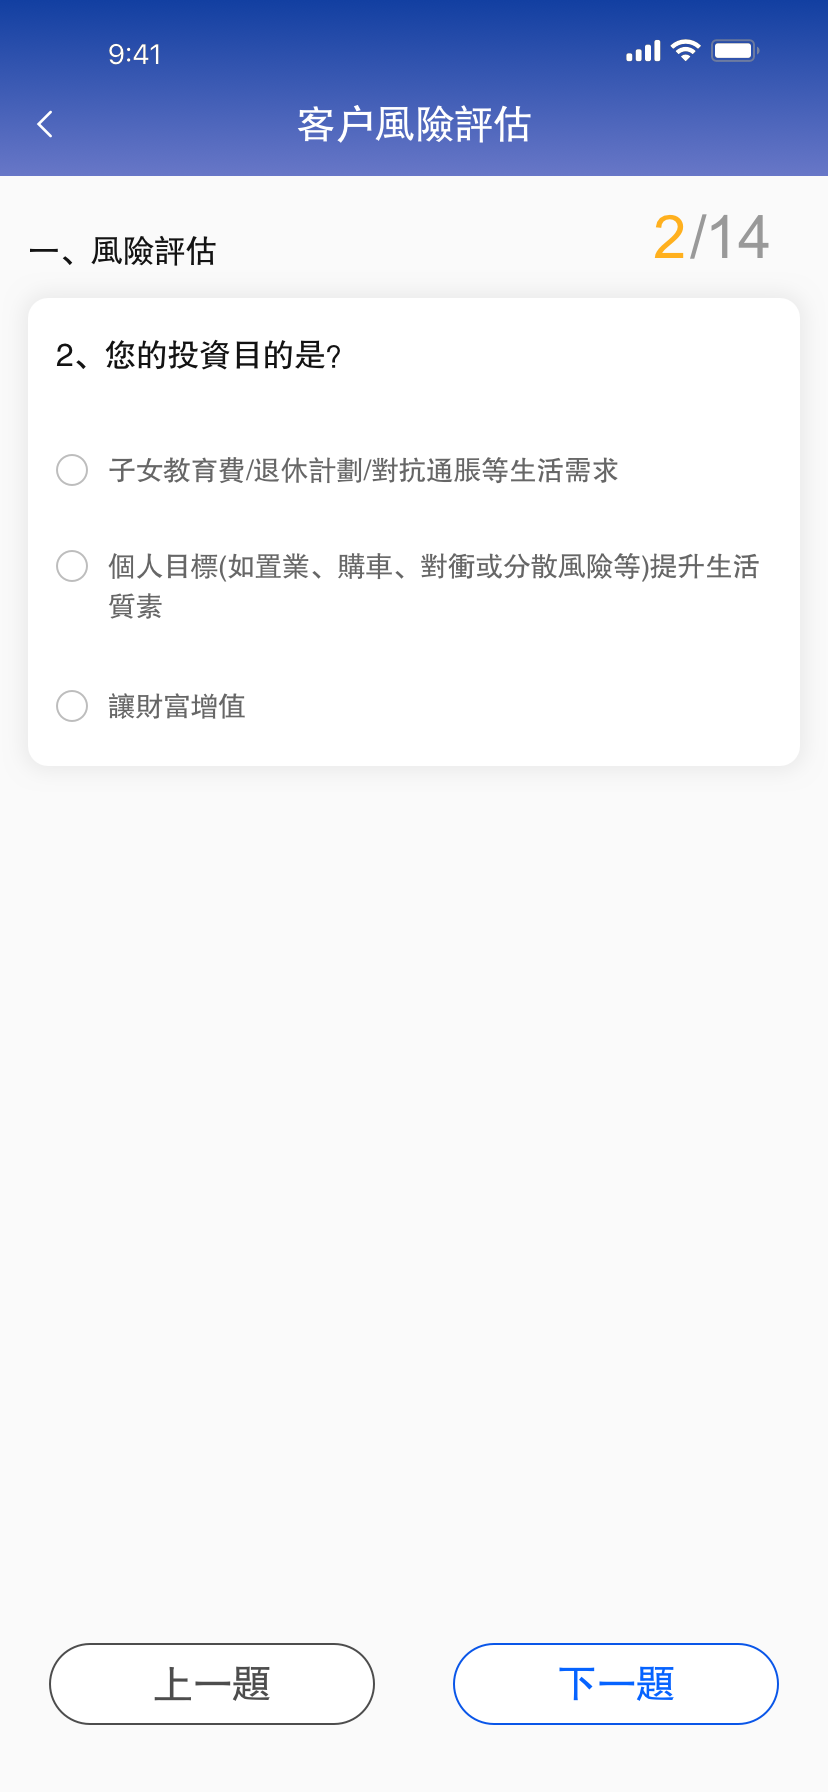 9:41
客户風險評估
一、風險評估
2/14
2、您的投資目的是?
子女教育費/退休計劃/對抗通脹等生活需求
個人目標(如置業、購車、對衝或分散風險等)提升生活
質素
讓財富增值
上一題
下一題